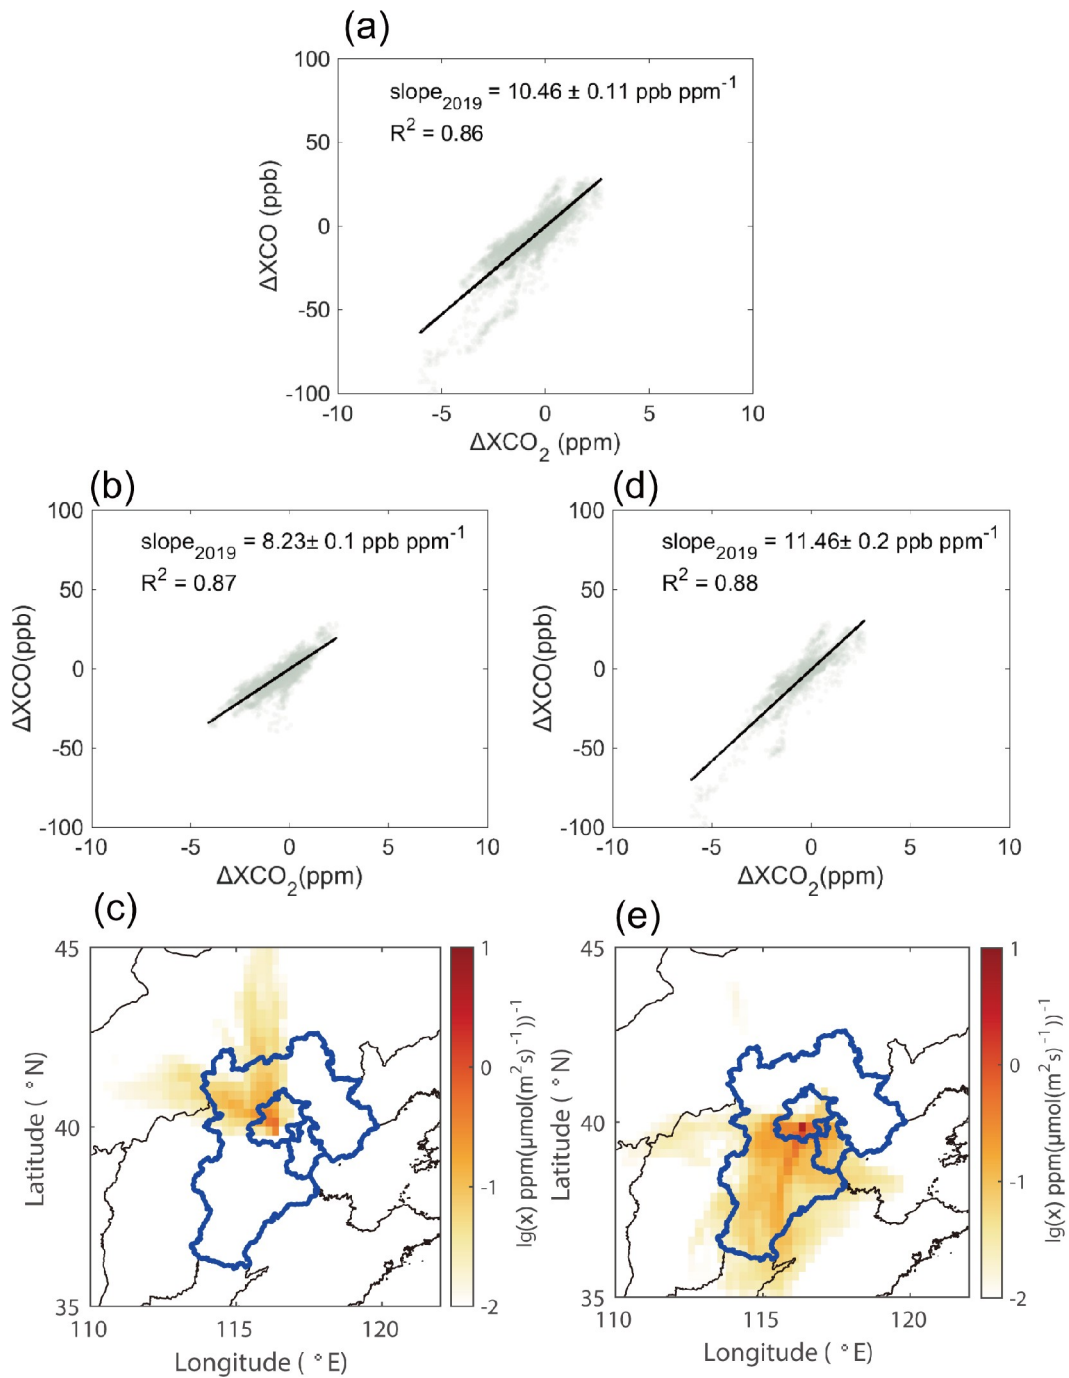 (a)
100
50
0
-50
-100
slope2019 = 10.46 ± 0.11 ppb ppm-1
R2 = 0.86
ΔXCO (ppb)
-10 -5 0 5 10
ΔXCO2 (ppm)
(b)
100
50
0
-50
-100
slope2019 = 8.23± 0.1 ppb ppm-1
R2 = 0.87
ΔXCO(ppb)
-10 -5 0 5 10
ΔXCO2(ppm)
(d)
100
50
0
-50
-100
slope2019 = 11.46± 0.2 ppb ppm-1
R2 = 0.88
ΔXCO(ppb)
-10 -5 0 5 10
ΔXCO2(ppm)
(c)
45
40
35
Latitude ( °N)
110 115 120
Longitude ( °E)
1
0
-1
-2
lg(x) ppm(μmol(m2s)-1))-1
(e)
45
40
35
Latitude ( °N)
110 115 120
Longitude ( °E)
1
0
-1
-2
lg(x) ppm(μmol(m2s)-1))-1